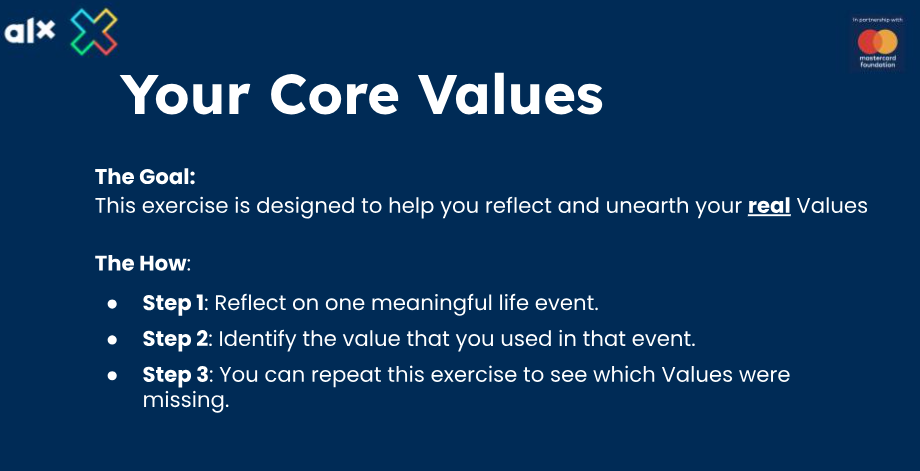 alx
In partnership with
mastercard
foundation
Your Core Values
The Goal:
This exercise is designed to help you reflect and unearth your real Values
The How:
● Step 1: Reflect on one meaningful life event.
● Step 2: Identify the value that you used in that event.
● Step 3: You can repeat this exercise to see which Values were
missing.